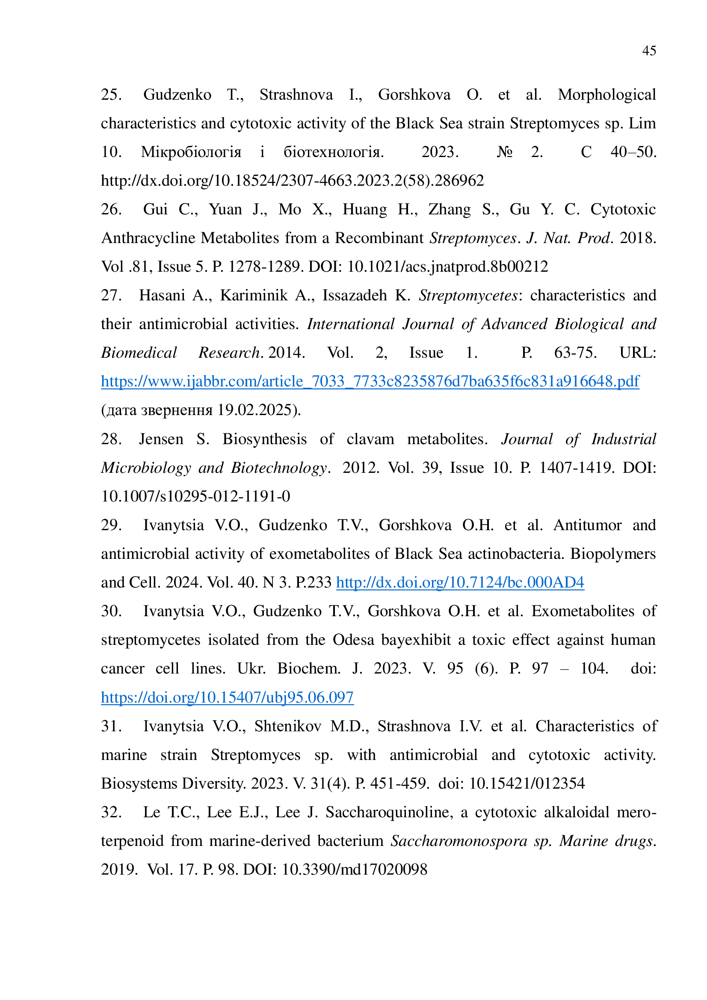 45
25. Gudzenko T., Strashnova I., Gorshkova O. et al. Morphological
characteristics and cytotoxic activity of the Black Sea strain Streptomyces sp. Lim
10. Мікробіологія і біотехнологія. 2023. № 2. С 40–50.
http://dx.doi.org/10.18524/2307-4663.2023.2(58).286962
26. Gui C., Yuan J., Mo X., Huang H., Zhang S., Gu Y. C. Cytotoxic
Anthracycline Metabolites from a Recombinant Streptomyces. J. Nat. Prod. 2018.
Vol .81, Issue 5. P. 1278-1289. DOI: 10.1021/acs.jnatprod.8b00212
27. Hasani A., Kariminik A., Issazadeh K. Streptomycetes: characteristics and
their antimicrobial activities. International Journal of Advanced Biological and
Biomedical Research. 2014. Vol. 2, Issue 1. P. 63-75. URL:
https://www.ijabbr.com/article_7033_7733c8235876d7ba635f6c831a916648.pdf
(дата звернення 19.02.2025).
28. Jensen S. Biosynthesis of clavam metabolites. Journal of Industrial
Microbiology and Biotechnology. 2012. Vol. 39, Issue 10. P. 1407-1419. DOI:
10.1007/s10295-012-1191-0
29. Ivanytsia V.O., Gudzenko T.V., Gorshkova O.H. et al. Antitumor and
antimicrobial activity of exometabolites of Black Sea actinobacteria. Biopolymers
and Cell. 2024. Vol. 40. N 3. P.233 http://dx.doi.org/10.7124/bc.000AD4
30. Ivanytsia V.O., Gudzenko T.V., Gorshkova O.H. et al. Exometabolites of
streptomycetes isolated from the Odesa bayexhibit a toxic effect against human
cancer cell lines. Ukr. Biochem. J. 2023. V. 95 (6). P. 97 – 104. doi:
https://doi.org/10.15407/ubj95.06.097
31. Ivanytsia V.O., Shtenikov M.D., Strashnova I.V. et al. Characteristics of
marine strain Streptomyces sp. with antimicrobial and cytotoxic activity.
Biosystems Diversity. 2023. V. 31(4). P. 451-459. doi: 10.15421/012354
32. Le T.C., Lee E.J., Lee J. Saccharoquinoline, a cytotoxic alkaloidal mero-
terpenoid from marine-derived bacterium Saccharomonospora sp. Marine drugs.
2019. Vol. 17. P. 98. DOI: 10.3390/md17020098